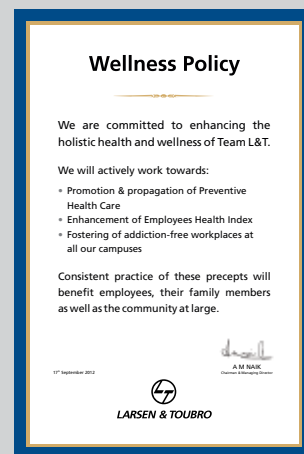 Wellness Policy
We are committed to enhancing the
holistic health and wellness of Team L&T.
We will actively work towards:
• Promotion & propagation of Preventive
Health Care
• Enhancement of Employees Health Index
• Fostering of addiction-free workplaces at
all our campuses
Consistent practice of these precepts will
benefit employees, their family members
as well as the community at large.
A M NAIK
Chairman & Managing Director
17th September 2012
LARSEN & TOUBRO